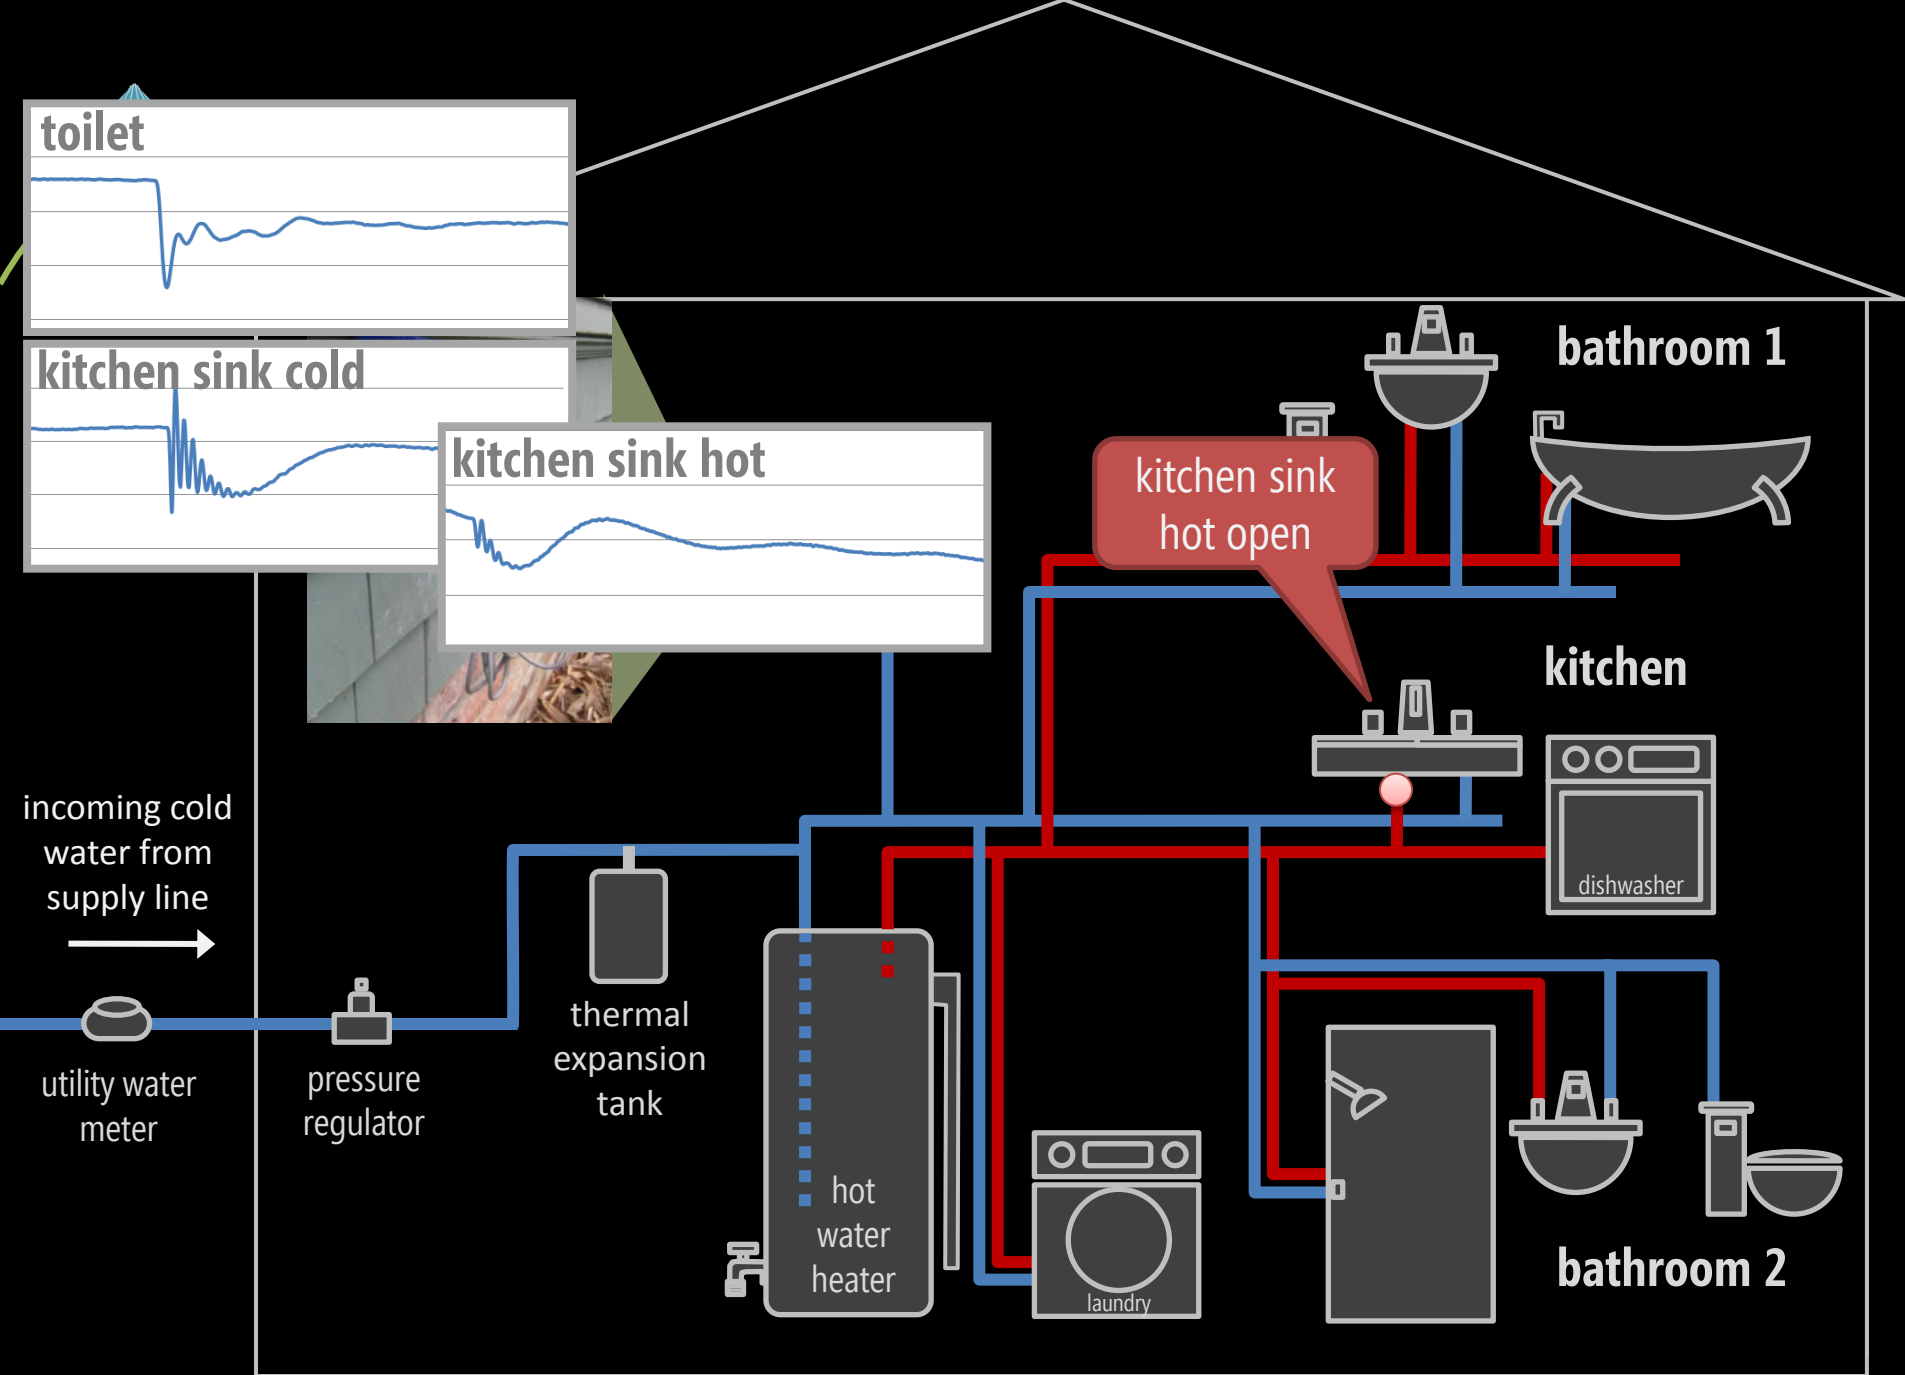 toilet
kitchen sink cold
kitchen sink hot
bathroom 1
kitchen sink
hot open
kitchen
incoming cold
water from
supply line
dishwasher
thermal
expansion
tank
utility water
meter
pressure
regulator
hot
water
heater
laundry
bathroom 2